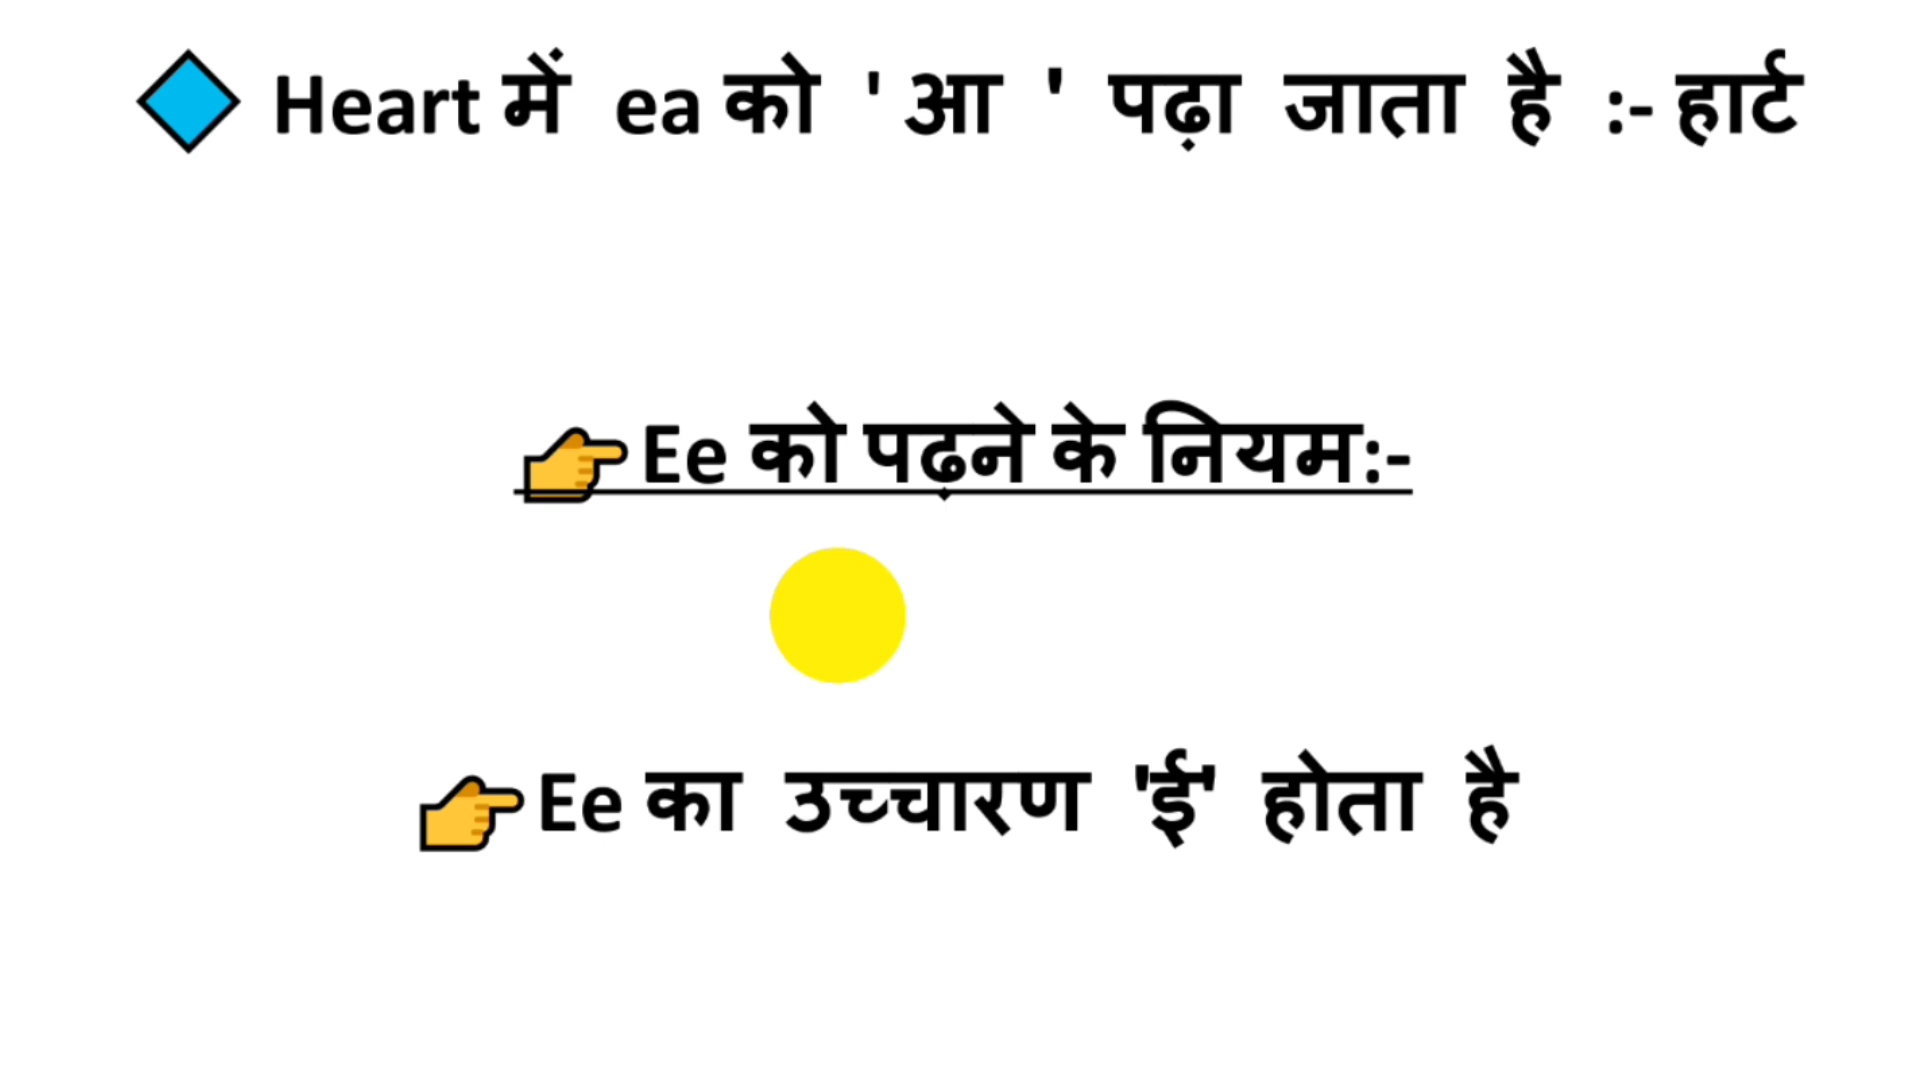 Heart में ea को ' आ ' पढ़ा जाता है :- हार्ट
Ee को पढ़ने के नियम:-
Ee का उच्चारण 'ई' होता है